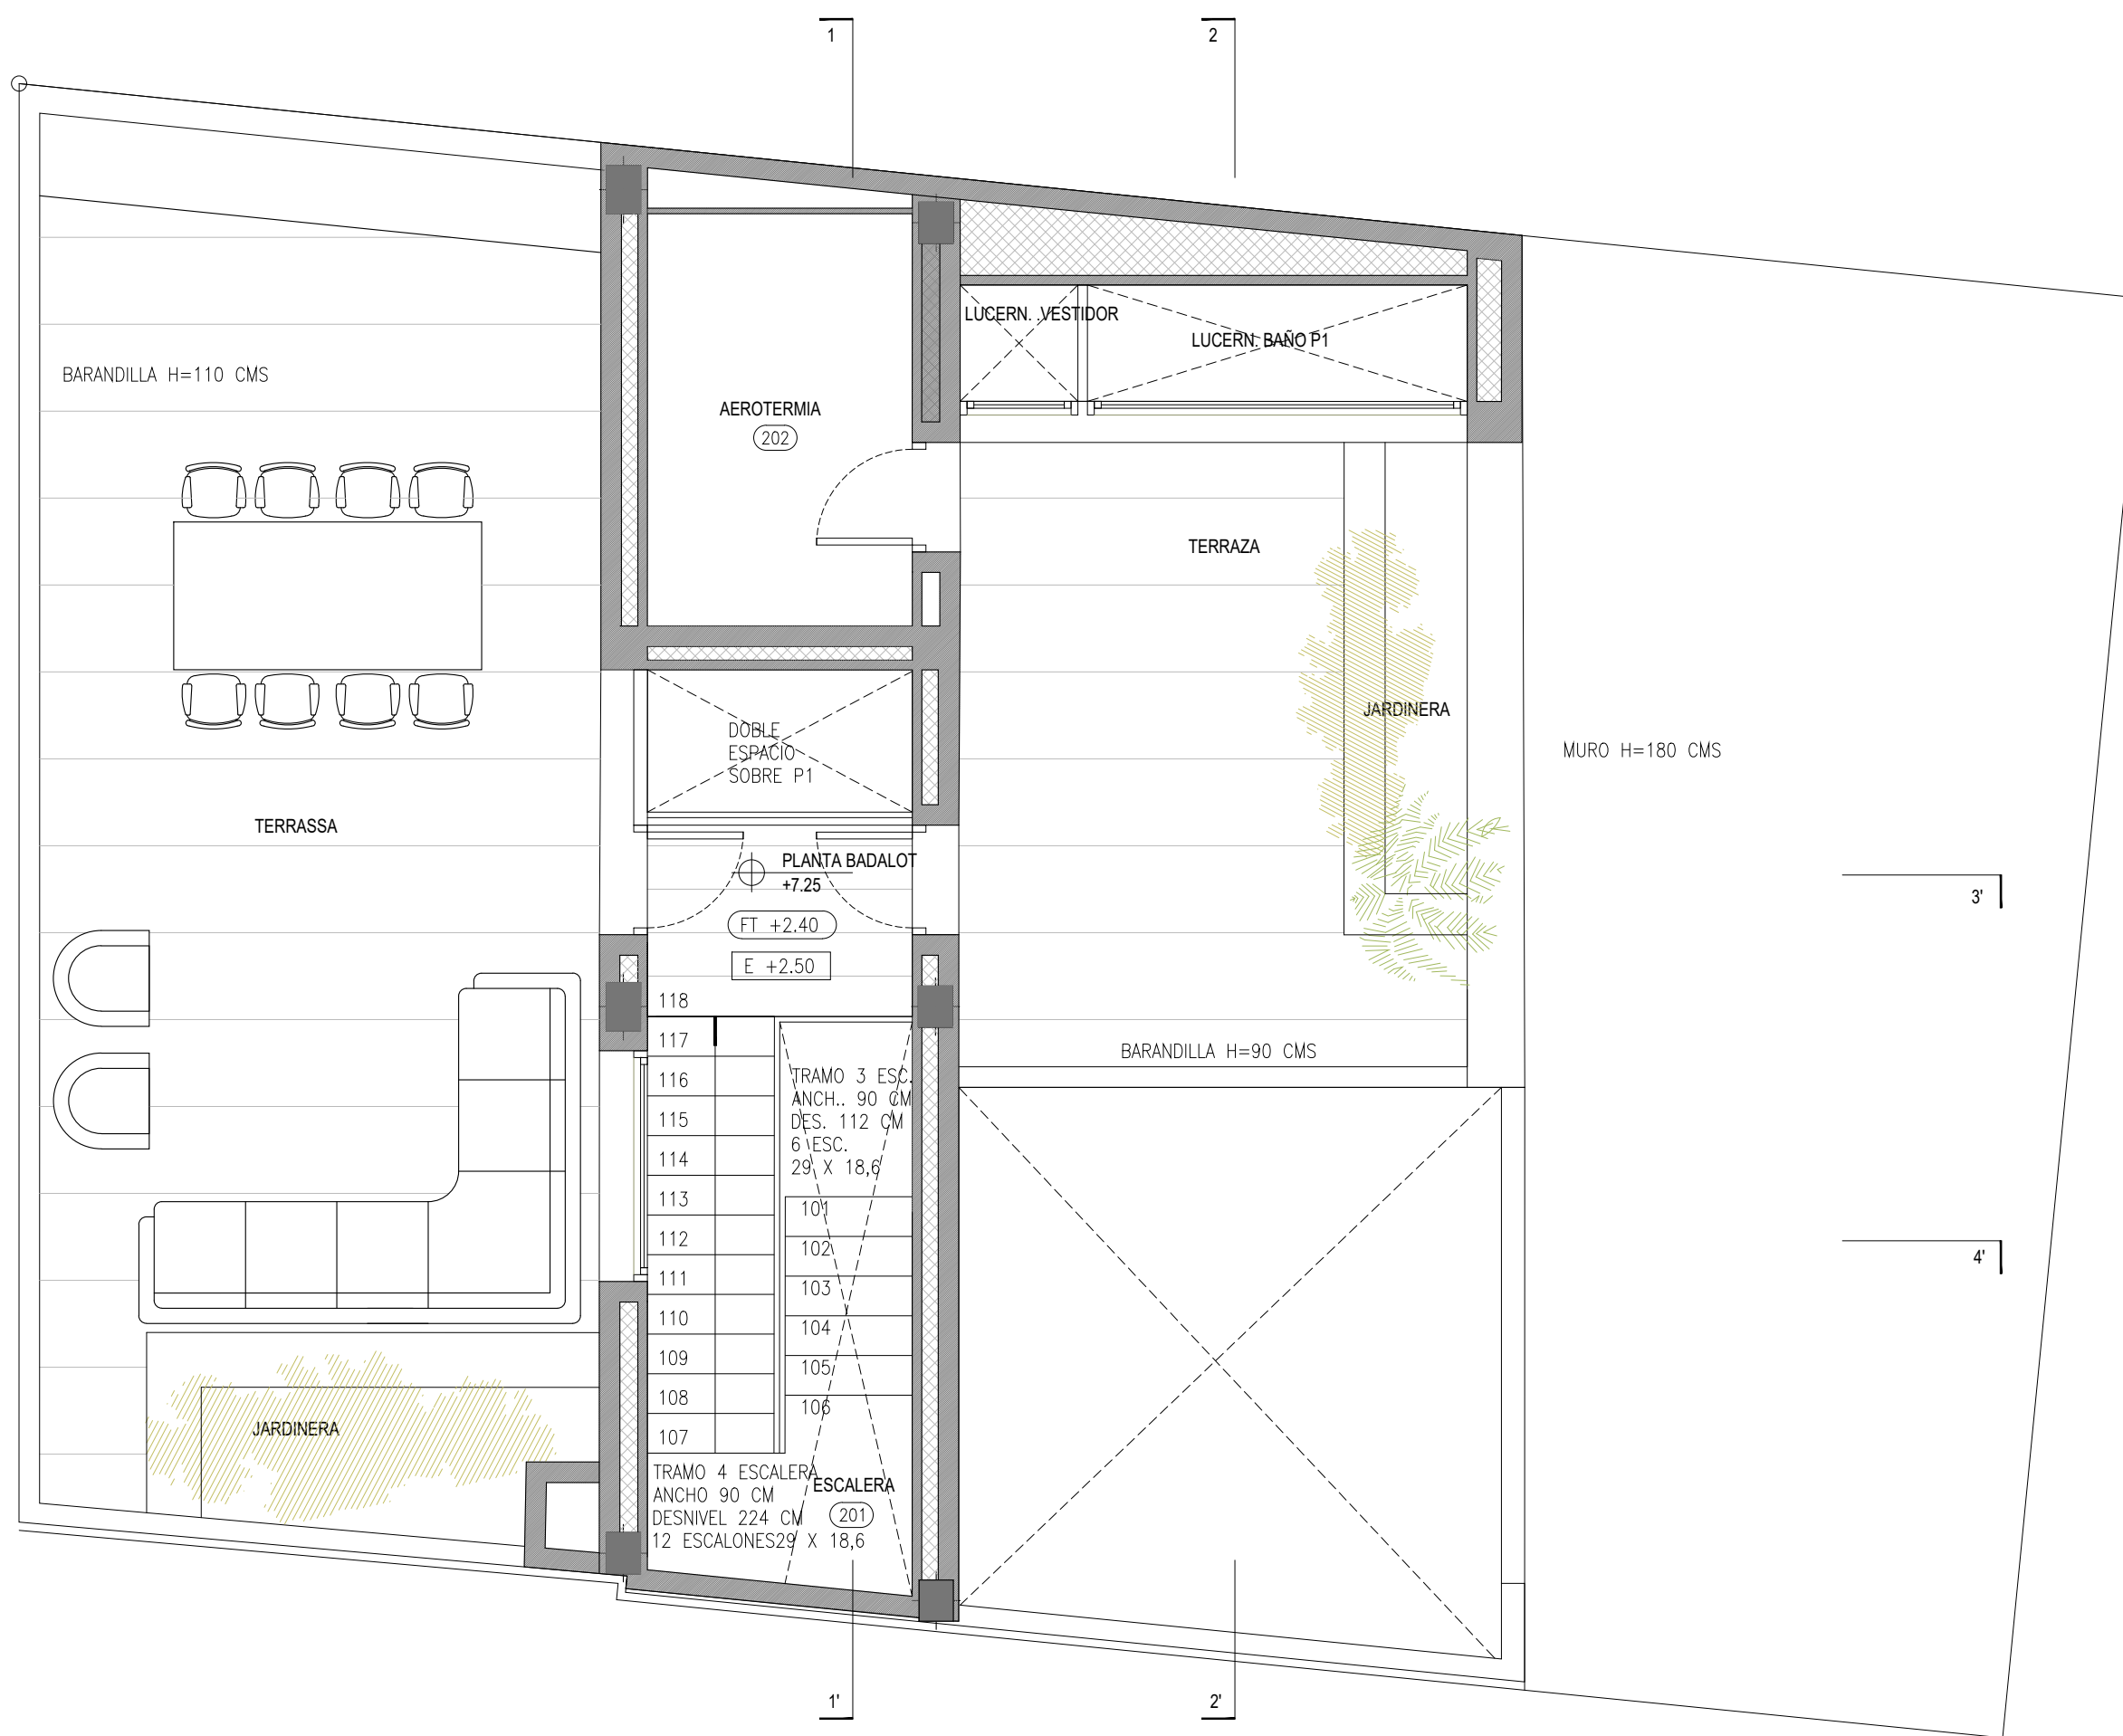 1
2
LUCERN. .VESTIDOR
LUCERN. BAÑO P1
BARANDILLA H=110 CMS
AEROTERMIA
202
TERRAZA
JARDINERA
DOBLE
ESPACIO
SOBRE P1
MURO H=180 CMS
TERRASSA
PLANTA BADALOT
+7.25
FT +2.40
E +2.50
3'
118
117
116
115
114
113
112
111
110
109
108
107
BARANDILLA H=90 CMS
TRAMO 3 ESC.
ANCH.. 90 CM
DES. 112 CM
6 ESC.
29 X 18,6
101
102
103
104
105
106
4'
JARDINERA
TRAMO 4 ESCALERA
ANCHO 90 CM
DESNIVEL 224 CM
12 ESCALONES29 X 18,6
ESCALERA
201
1'
2'